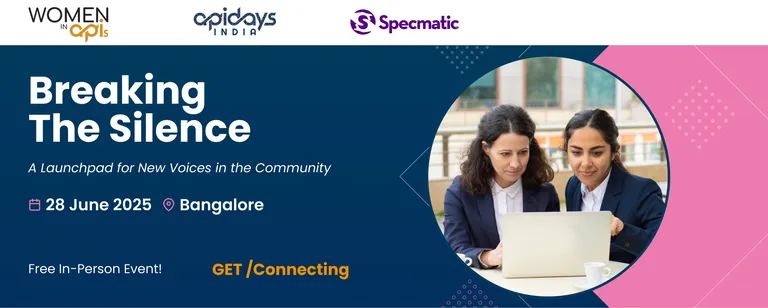 WOMEN
IN APIs
apidays
INDIA
Specmatic
Breaking
The Silence
A Launchpad for New Voices in the Community
28 June 2025 Bangalore
Free In-Person Event! GET /Connecting